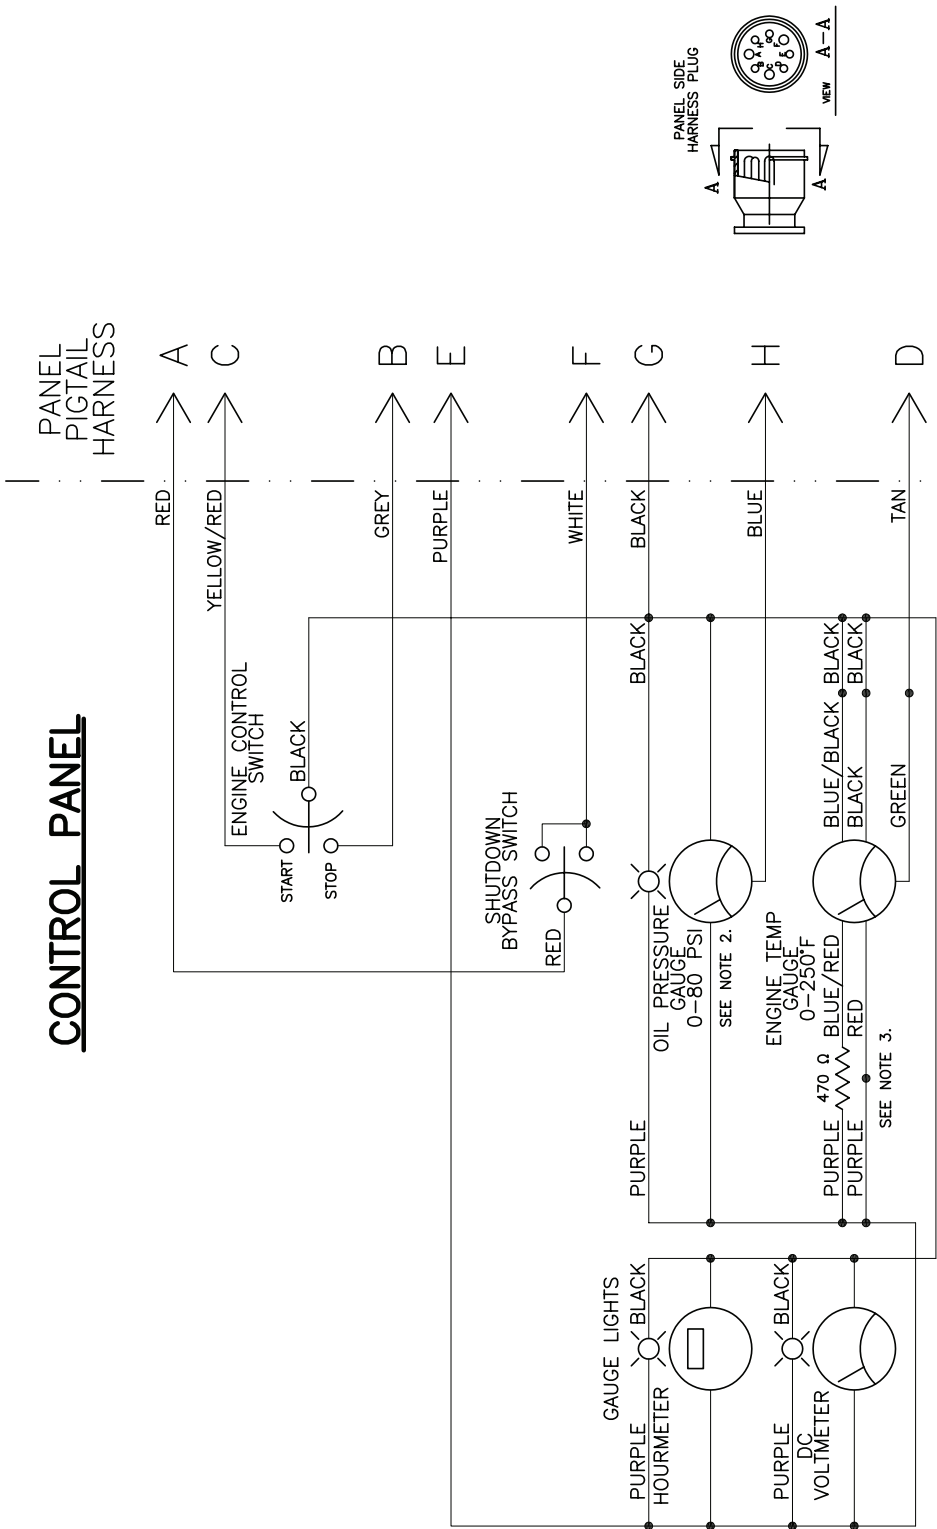 CONTROL PANEL
PANEL
PIGTAIL
HARNESS
A
C
B
E
F
G
H
D
RED
YELLOW/RED
GREY
PURPLE
WHITE
BLACK
BLUE
TAN
ENGINE CONTROL
SWITCH
BLACK
START
STOP
SHUTDOWN
BYPASS SWITCH
RED
BLACK
OIL PRESSURE
GAUGE
0-80 PSI
SEE NOTE 2.
PURPLE
ENGINE TEMP
GAUGE
0-250°F
BLUE/BLACK
BLACK
BLACK
BLACK
GREEN
470 Ω
BLUE/RED
RED
PURPLE
PURPLE
SEE NOTE 3.
GAUGE LIGHTS
PURPLE
BLACK
HOURMETER
PURPLE
BLACK
DC
VOLTMETER
PANEL SIDE
HARNESS PLUG
A
A
A
B
C
D
E
F
G
H
VIEW A-A